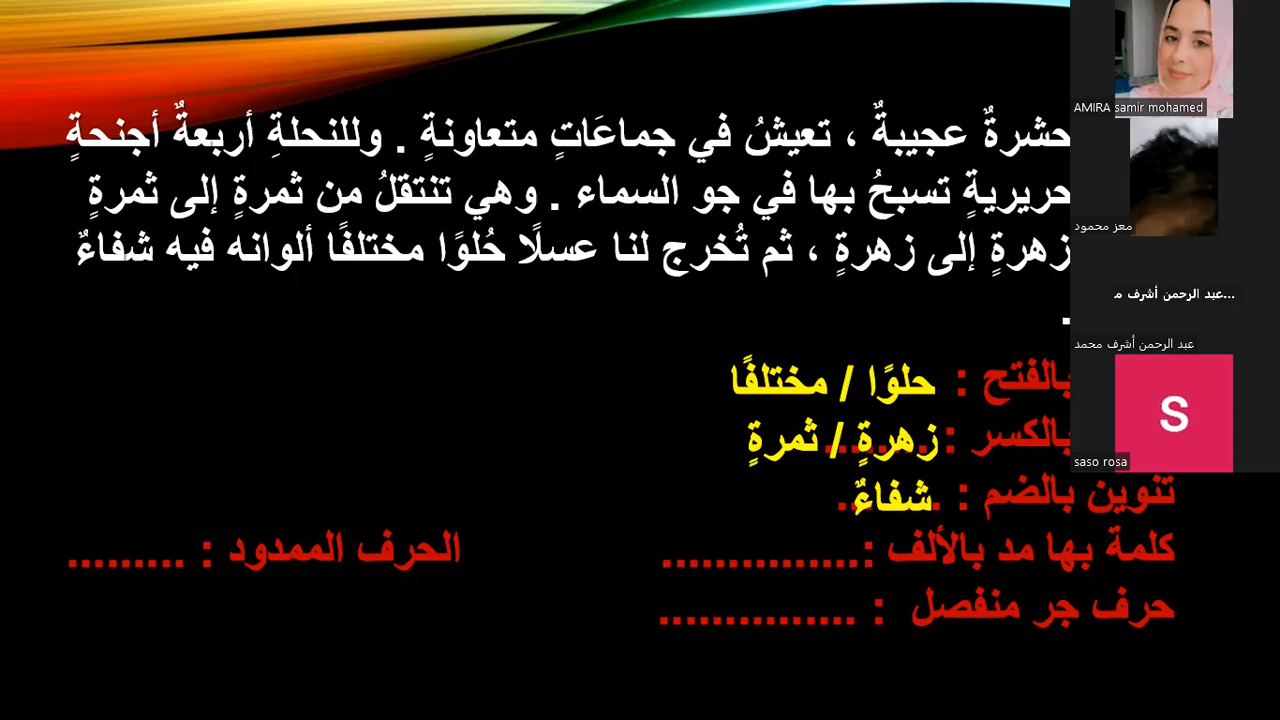 حشرةٌ عجيبةٌ ، تعيشُ في جماعَاتٍ متعاونةٍ . وللنحلةِ أربعةٌ أجنحةٍ
حريريةٍ تسبحُ بها في جو السماء . وهي تنتقلُ من ثمرةٍ إلى ثمرةٍ
زهرةٍ إلى زهرةٍ ، ثم تُخرج لنا عسلًا حُلوًا مختلفًا ألوانه فيه شفاءٌ
.
بالفتح : حلوًا / مختلفًا
بالكسر : زهرةٍ / ثمرةٍ
تنوين بالضم : شفاءٌ
كلمة بها مد بالألف :............... الحرف الممدود : .........
حرف جر منفصل : ...............
AMIRA samir mohamed
معز محمود
عبد الرحمن أشرف م...
عبد الرحمن أشرف محمد
S
saso rosa